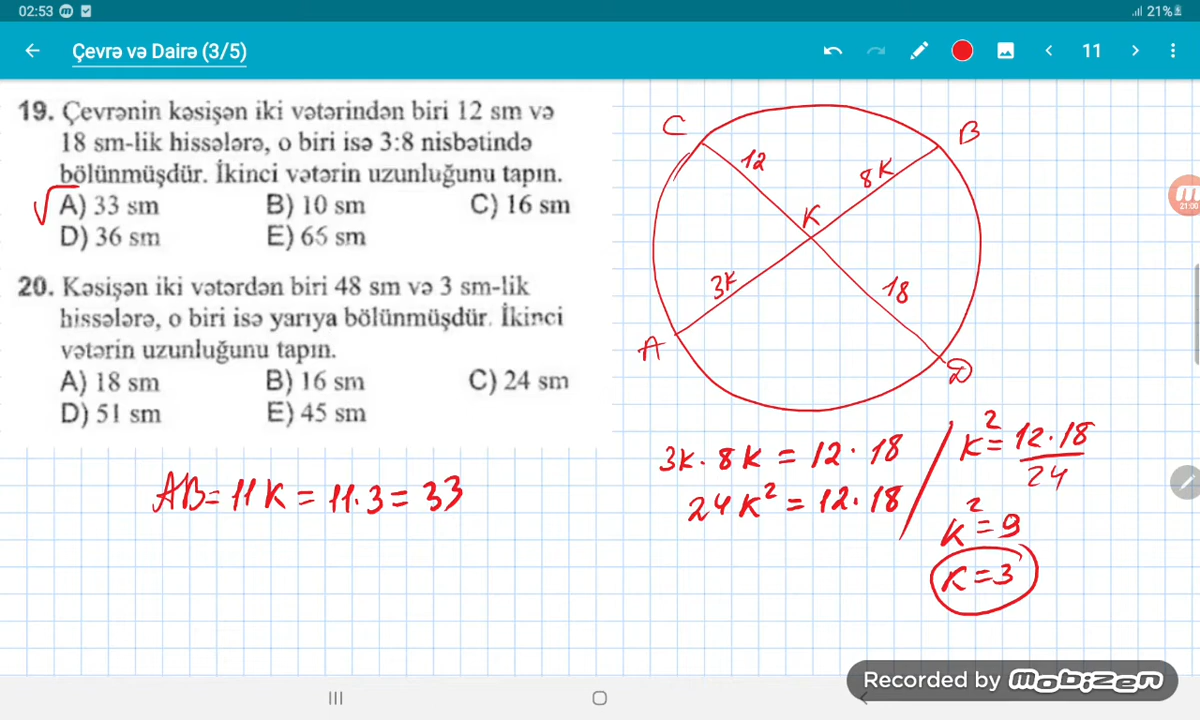 02:53
21%
Çevrə və Dairə (3/5)
11
19. Çevrənin kəsişən iki vətərindən biri 12 sm və
18 sm-lik hissələrə, o biri isə 3:8 nisbətində
bölünmüşdür. İkinci vətərin uzunluğunu tapın.
√ A) 33 sm B) 10 sm C) 16 sm
D) 36 sm E) 65 sm
20. Kəsişən iki vətərdən biri 48 sm və 3 sm-lik
hissələrə, o biri isə yarıya bölünmüşdür. İkinci
vətərin uzunluğunu tapın.
A) 18 sm B) 16 sm C) 24 sm
D) 51 sm E) 45 sm
AB = 11K = 11·3 = 33
C
B
12
8K
K
3K
18
A
D
3K · 8K = 12 · 18
24K² = 12·18
K² = 12·18/24
K² = 9
K = 3
21:00
Recorded by Mobizen